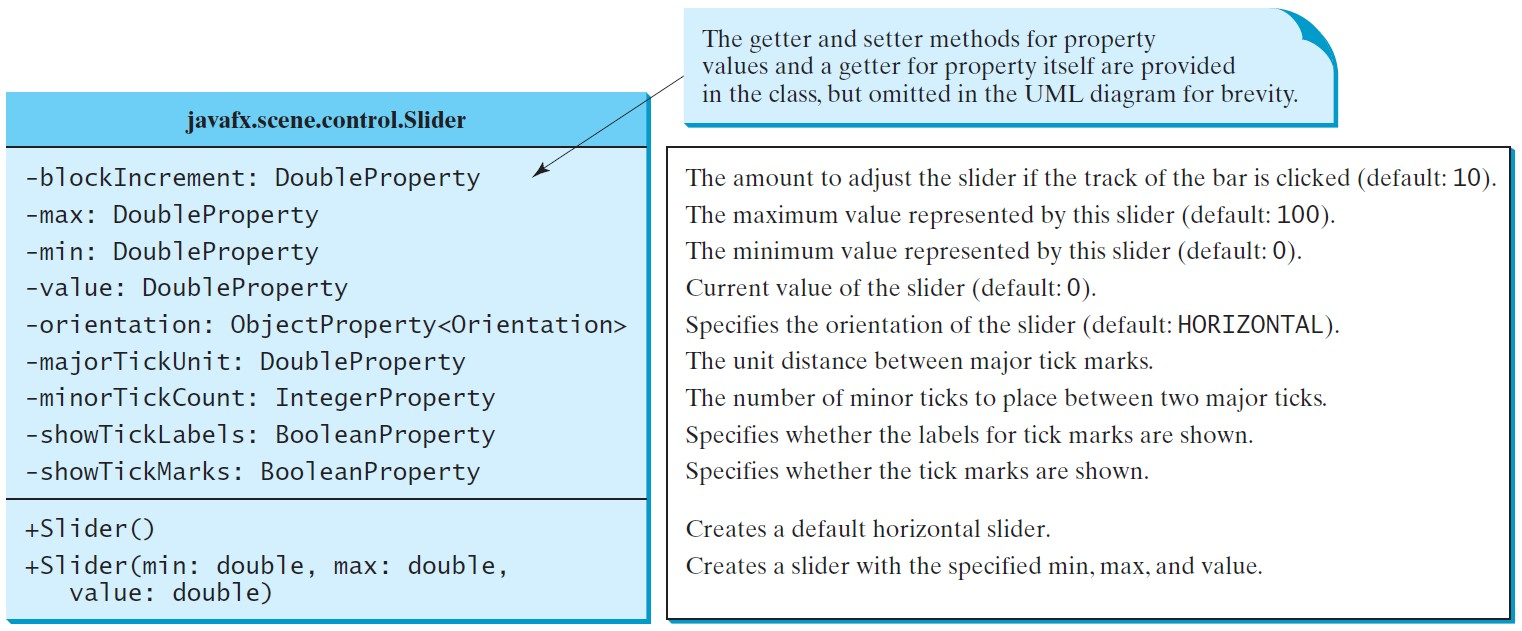 The getter and setter methods for property
values and a getter for property itself are provided
in the class, but omitted in the UML diagram for brevity.
javafx.scene.control.Slider
-blockIncrement: DoubleProperty
The amount to adjust the slider if the track of the bar is clicked (default: 10).
-max: DoubleProperty
The maximum value represented by this slider (default: 100).
-min: DoubleProperty
The minimum value represented by this slider (default: 0).
-value: DoubleProperty
Current value of the slider (default: 0).
-orientation: ObjectProperty<Orientation>
Specifies the orientation of the slider (default: HORIZONTAL).
-majorTickUnit: DoubleProperty
The unit distance between major tick marks.
-minorTickCount: IntegerProperty
The number of minor ticks to place between two major ticks.
-showTickLabels: BooleanProperty
Specifies whether the labels for tick marks are shown.
-showTickMarks: BooleanProperty
Specifies whether the tick marks are shown.
+Slider()
Creates a default horizontal slider.
+Slider(min: double, max: double,
value: double)
Creates a slider with the specified min, max, and value.